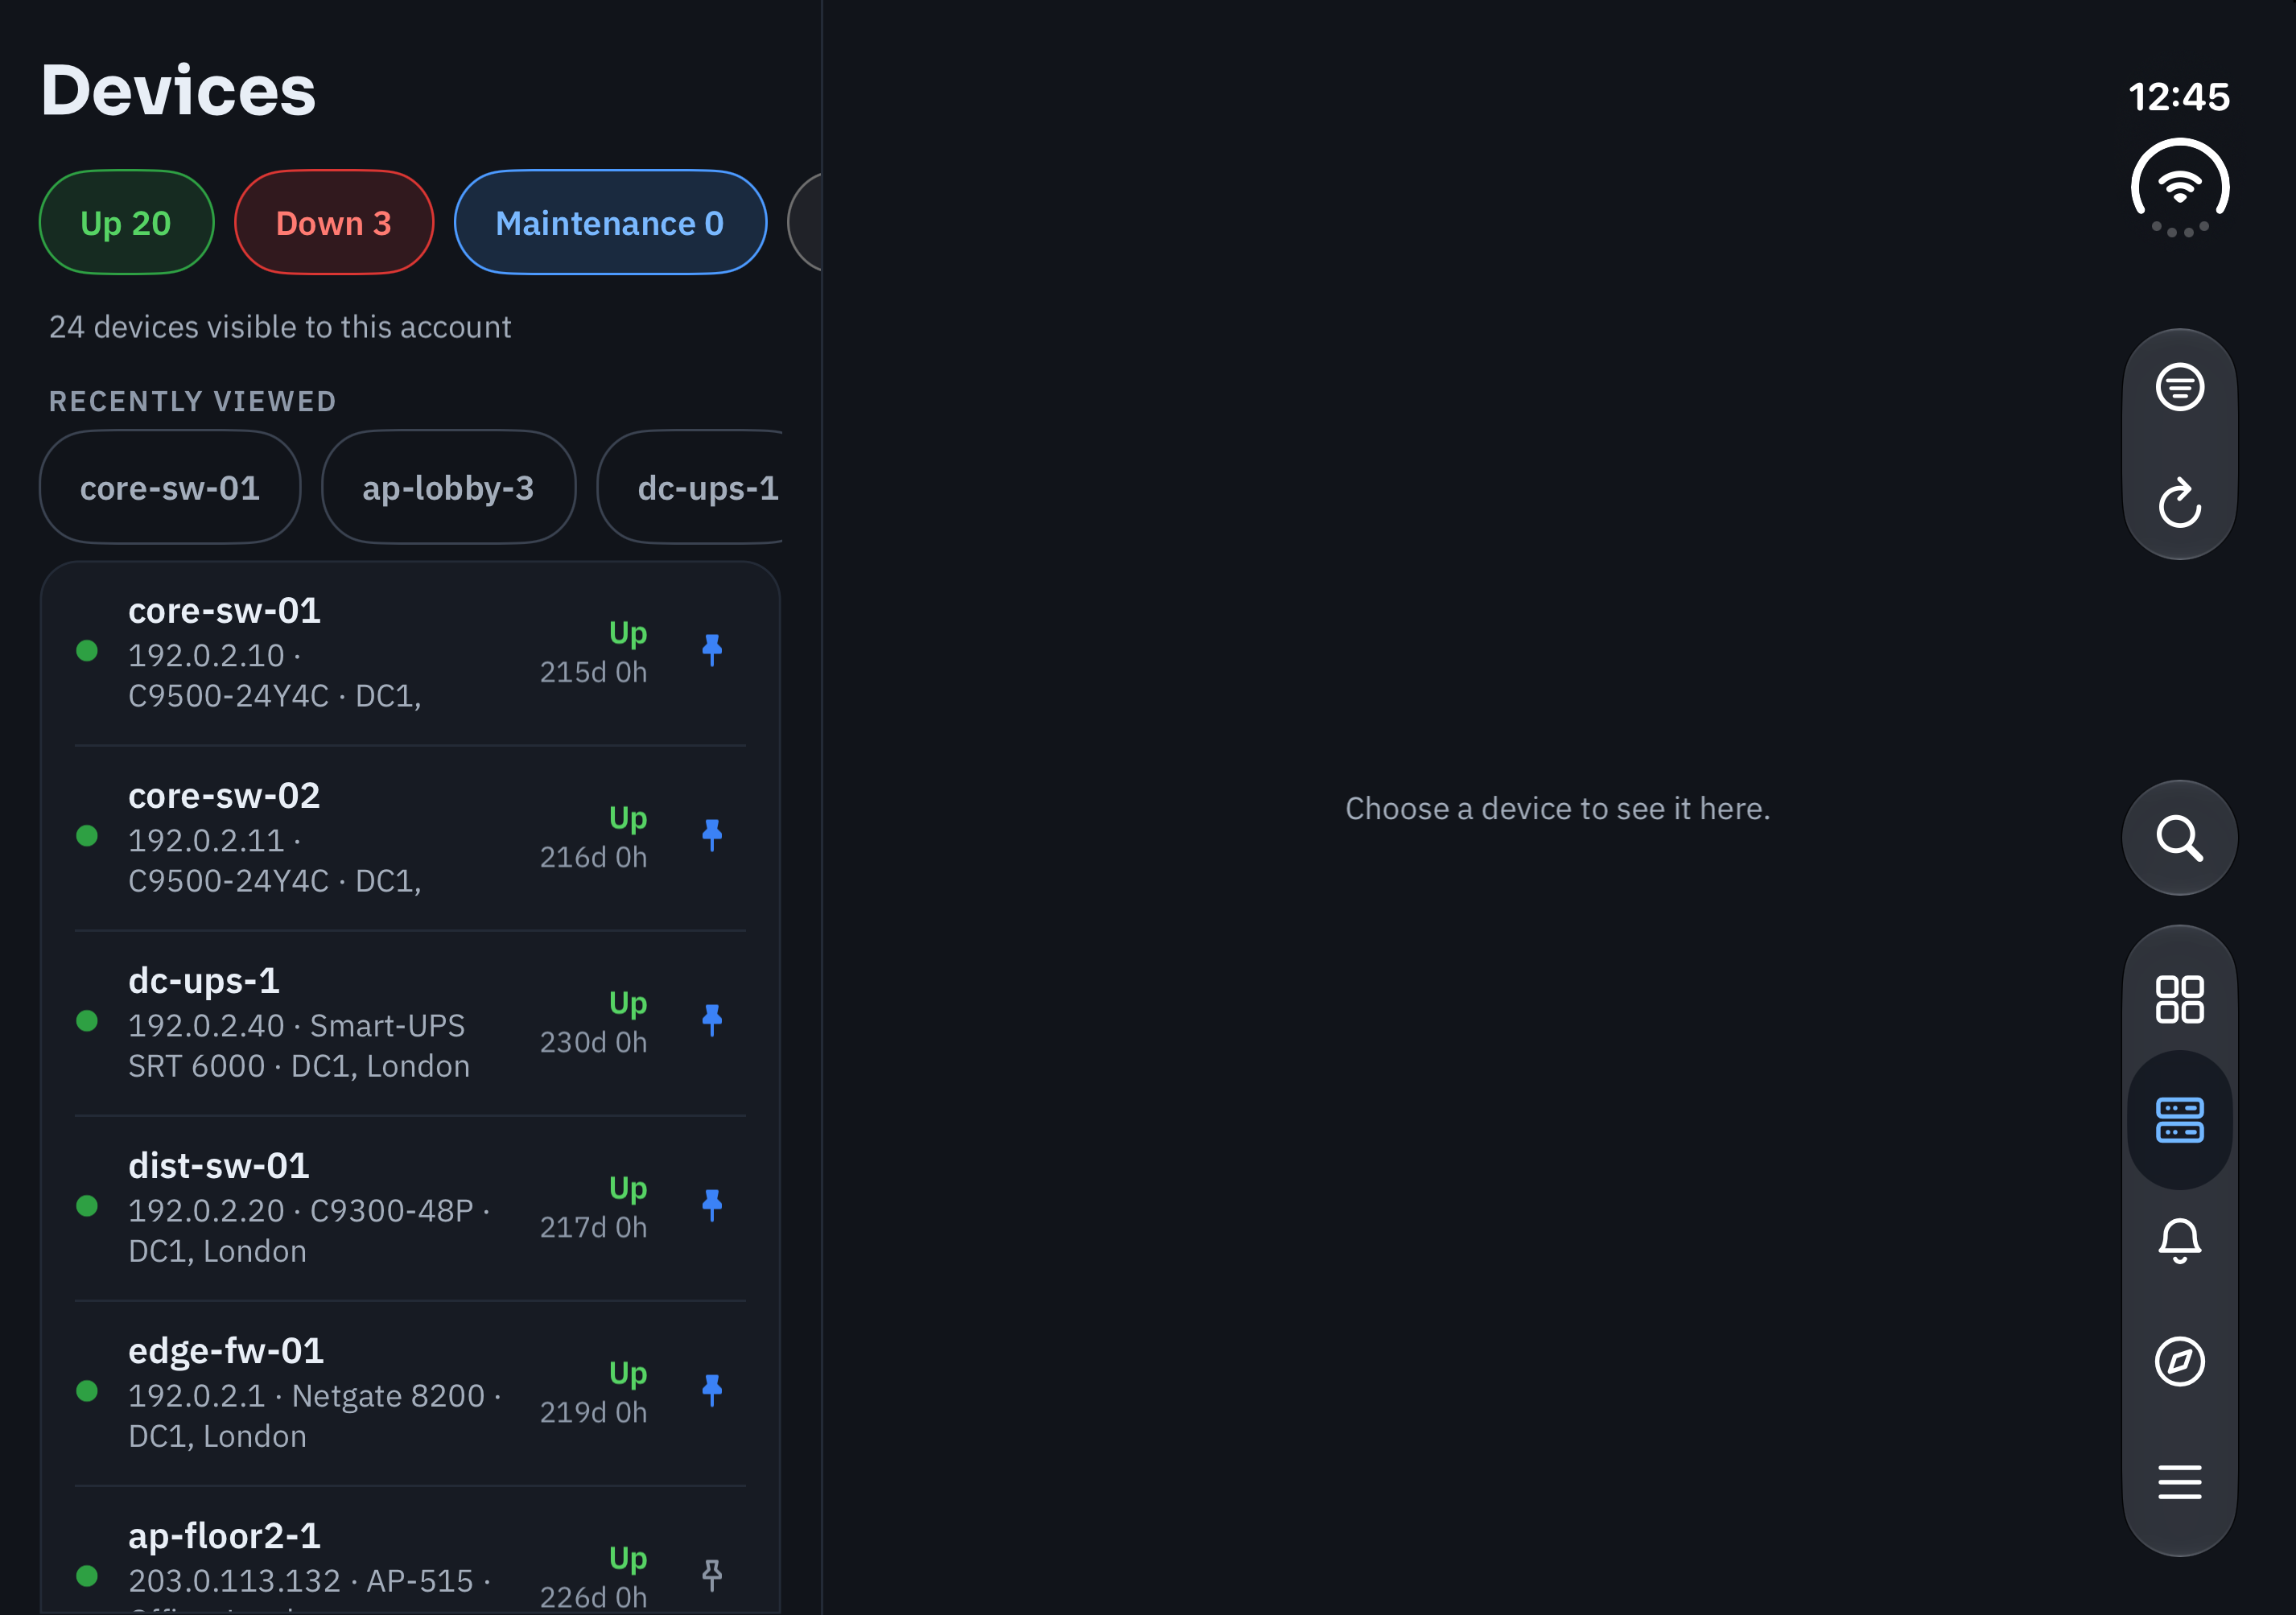 Devices
12:45
Up 20
Down 3
Maintenance 0
24 devices visible to this account
RECENTLY VIEWED
core-sw-01
ap-lobby-3
dc-ups-1
core-sw-01
192.0.2.10 ·
C9500-24Y4C · DC1,
Up
215d 0h
core-sw-02
192.0.2.11 ·
C9500-24Y4C · DC1,
Up
216d 0h
dc-ups-1
192.0.2.40 · Smart-UPS
SRT 6000 · DC1, London
Up
230d 0h
dist-sw-01
192.0.2.20 · C9300-48P ·
DC1, London
Up
217d 0h
edge-fw-01
192.0.2.1 · Netgate 8200 ·
DC1, London
Up
219d 0h
ap-floor2-1
203.0.113.132 · AP-515 ·
Up
226d 0h
Choose a device to see it here.